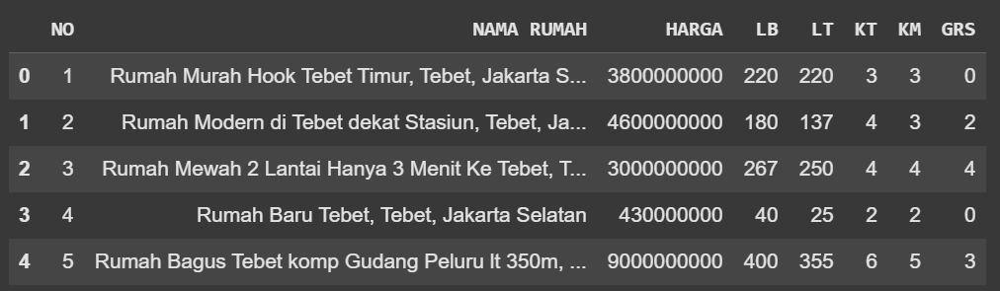 NO NAMA RUMAH HARGA LB LT KT KM GRS
0 1 Rumah Murah Hook Tebet Timur, Tebet, Jakarta S... 3800000000 220 220 3 3 0
1 2 Rumah Modern di Tebet dekat Stasiun, Tebet, Ja... 4600000000 180 137 4 3 2
2 3 Rumah Mewah 2 Lantai Hanya 3 Menit Ke Tebet, T... 3000000000 267 250 4 4 4
3 4 Rumah Baru Tebet, Tebet, Jakarta Selatan 430000000 40 25 2 2 0
4 5 Rumah Bagus Tebet komp Gudang Peluru lt 350m, ... 9000000000 400 355 6 5 3